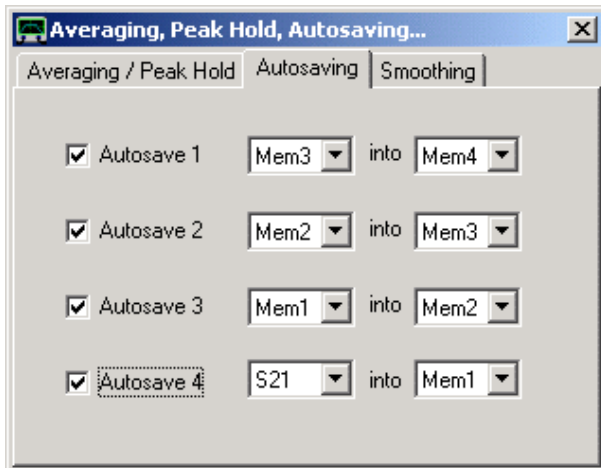 Averaging, Peak Hold, Autosaving...
Averaging / Peak Hold Autosaving Smoothing
Autosave 1 Mem3 into Mem4
Autosave 2 Mem2 into Mem3
Autosave 3 Mem1 into Mem2
Autosave 4 S21 into Mem1